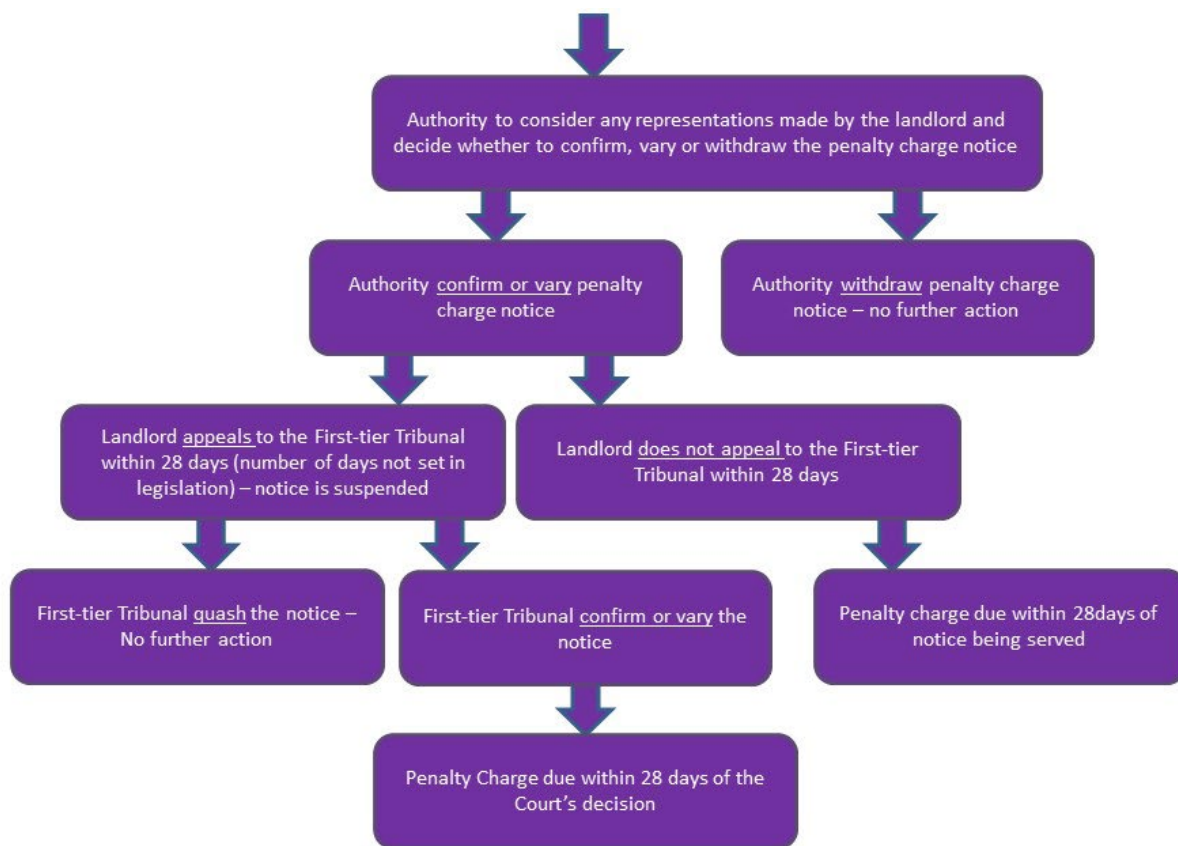 Authority to consider any representations made by the landlord and
decide whether to confirm, vary or withdraw the penalty charge notice
Authority confirm or vary penalty
charge notice
Authority withdraw penalty charge
notice – no further action
Landlord appeals to the First-tier Tribunal
within 28 days (number of days not set in
legislation) – notice is suspended
Landlord does not appeal to the First-tier
Tribunal within 28 days
First-tier Tribunal quash the notice –
No further action
First-tier Tribunal confirm or vary the
notice
Penalty charge due within 28days of
notice being served
Penalty Charge due within 28 days of the
Court's decision